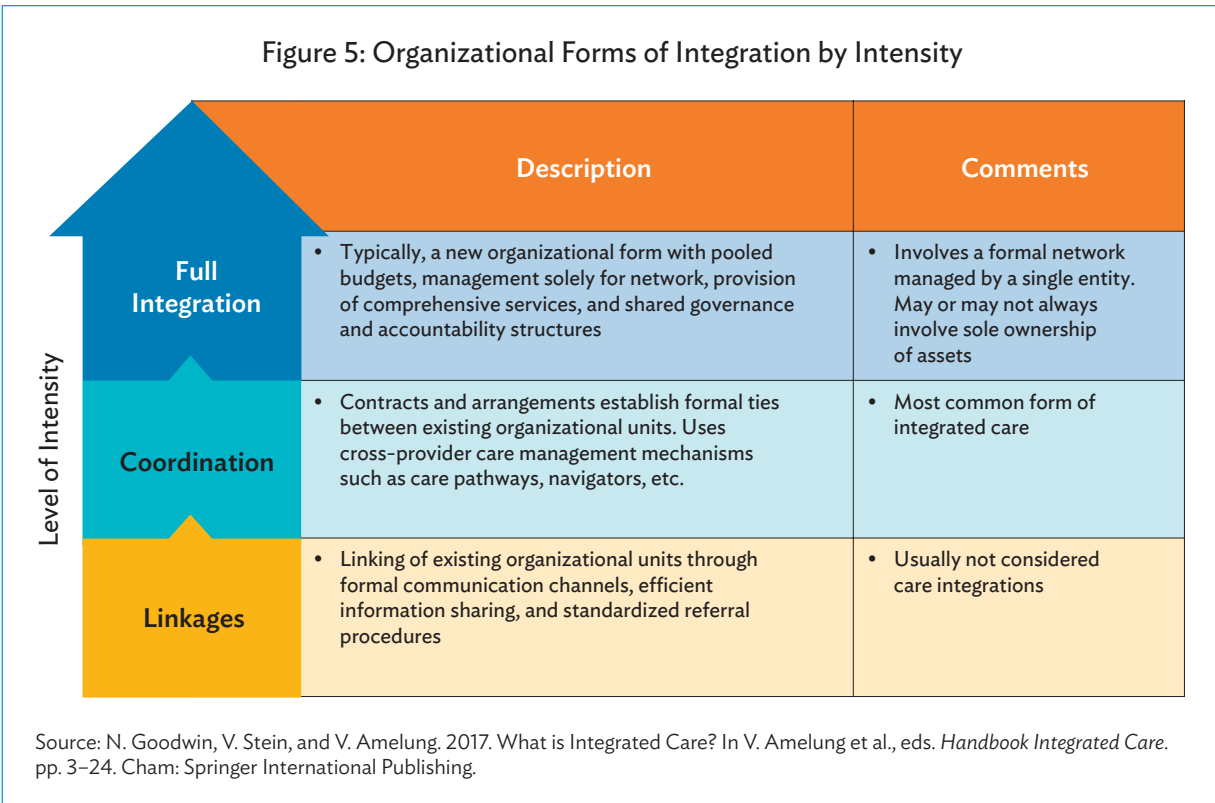 Figure 5: Organizational Forms of Integration by Intensity
Description
Comments
Level of Intensity
Full
Integration
• Typically, a new organizational form with pooled
budgets, management solely for network, provision
of comprehensive services, and shared governance
and accountability structures
• Involves a formal network
managed by a single entity.
May or may not always
involve sole ownership
of assets
Coordination
• Contracts and arrangements establish formal ties
between existing organizational units. Uses
cross-provider care management mechanisms
such as care pathways, navigators, etc.
• Most common form of
integrated care
Linkages
• Linking of existing organizational units through
formal communication channels, efficient
information sharing, and standardized referral
procedures
• Usually not considered
care integrations
Source: N. Goodwin, V. Stein, and V. Amelung. 2017. What is Integrated Care? In V. Amelung et al., eds. Handbook Integrated Care.
pp. 3–24. Cham: Springer International Publishing.